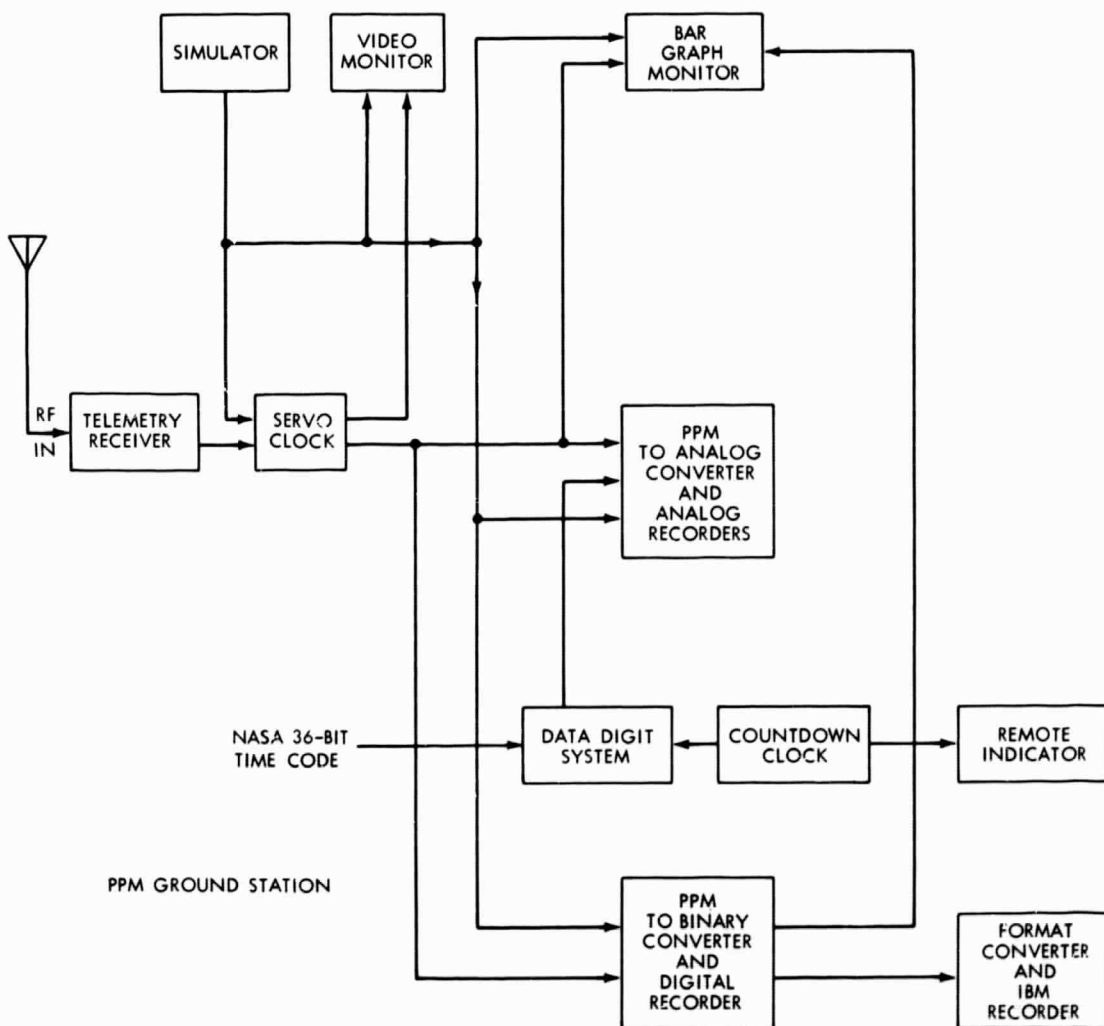 SIMULATOR
VIDEO
MONITOR
BAR
GRAPH
MONITOR
RF
IN
TELEMETRY
RECEIVER
SERVO
CLOCK
PPM
TO ANALOG
CONVERTER
AND
ANALOG
RECORDERS
NASA 36-BIT
TIME CODE
DATA DIGIT
SYSTEM
COUNTDOWN
CLOCK
REMOTE
INDICATOR
PPM GROUND STATION
PPM
TO BINARY
CONVERTER
AND
DIGITAL
RECORDER
FORMAT
CONVERTER
AND
IBM
RECORDER